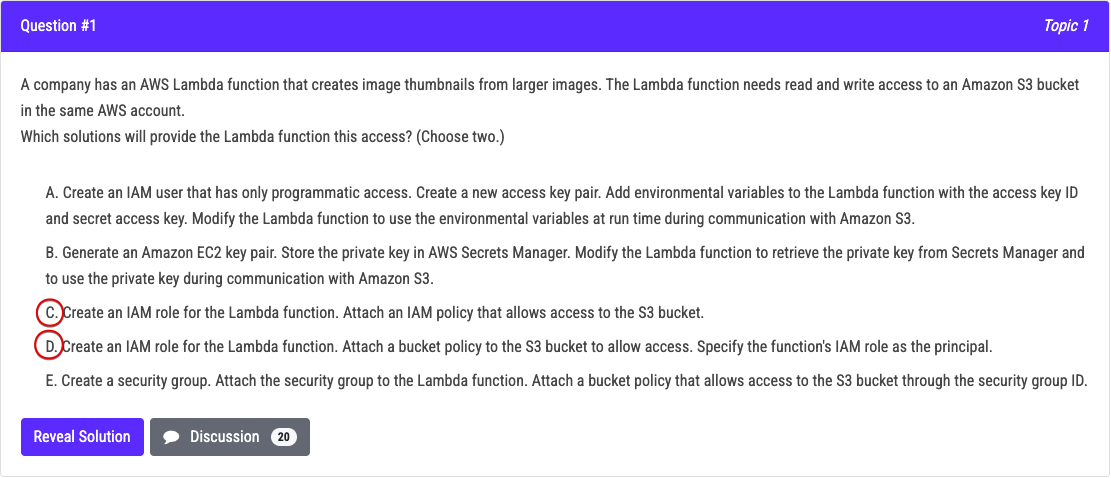 Question #1
Topic 1
A company has an AWS Lambda function that creates image thumbnails from larger images. The Lambda function needs read and write access to an Amazon S3 bucket
in the same AWS account.
Which solutions will provide the Lambda function this access? (Choose two.)
A. Create an IAM user that has only programmatic access. Create a new access key pair. Add environmental variables to the Lambda function with the access key ID
and secret access key. Modify the Lambda function to use the environmental variables at run time during communication with Amazon S3.
B. Generate an Amazon EC2 key pair. Store the private key in AWS Secrets Manager. Modify the Lambda function to retrieve the private key from Secrets Manager and
to use the private key during communication with Amazon S3.
C. Create an IAM role for the Lambda function. Attach an IAM policy that allows access to the S3 bucket.
D. Create an IAM role for the Lambda function. Attach a bucket policy to the S3 bucket to allow access. Specify the function's IAM role as the principal.
E. Create a security group. Attach the security group to the Lambda function. Attach a bucket policy that allows access to the S3 bucket through the security group ID.
Reveal Solution
Discussion 20